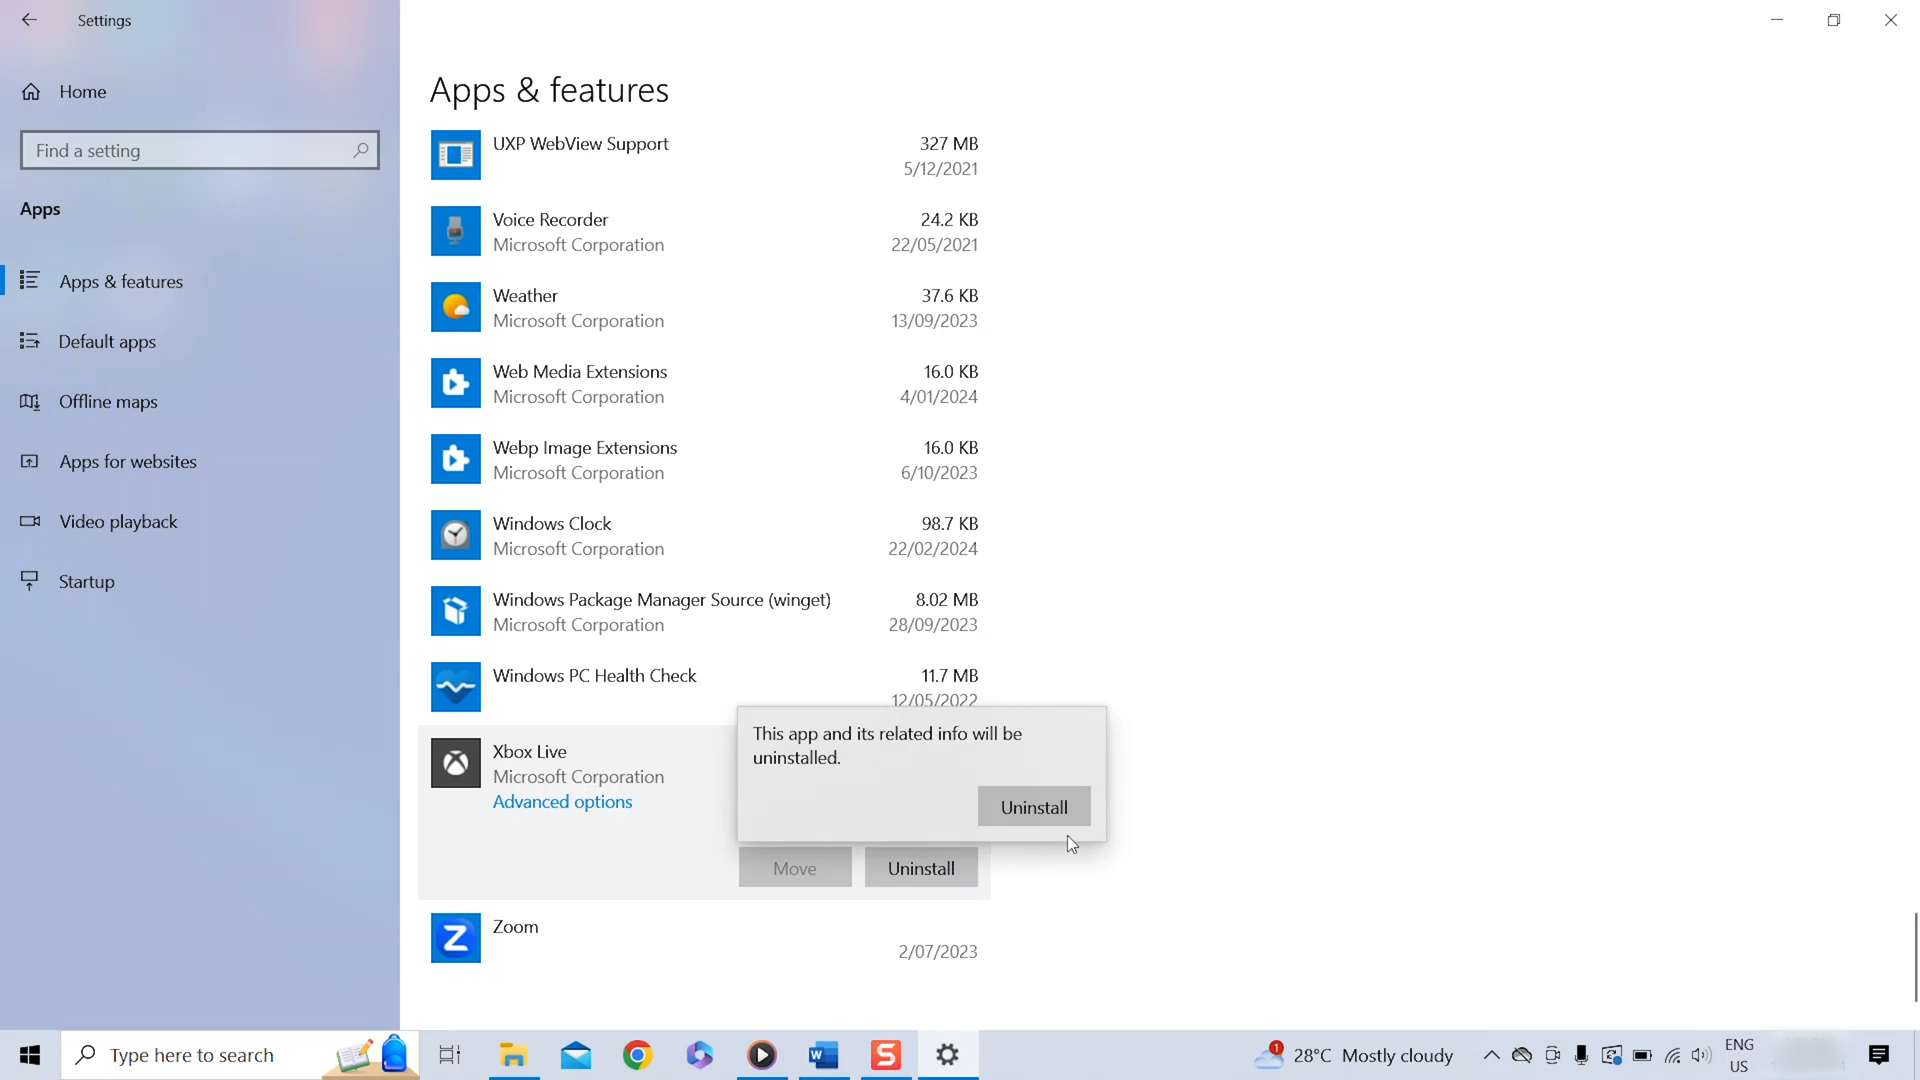 Settings
Home
Find a setting
Apps
Apps & features
Default apps
Offline maps
Apps for websites
Video playback
Startup
Apps & features
UXP WebView Support 327 MB
5/12/2021
Voice Recorder 24.2 KB
Microsoft Corporation 22/05/2021
Weather 37.6 KB
Microsoft Corporation 13/09/2023
Web Media Extensions 16.0 KB
Microsoft Corporation 4/01/2024
Webp Image Extensions 16.0 KB
Microsoft Corporation 6/10/2023
Windows Clock 98.7 KB
Microsoft Corporation 22/02/2024
Windows Package Manager Source (winget) 8.02 MB
Microsoft Corporation 28/09/2023
Windows PC Health Check 11.7 MB
12/05/2022
This app and its related info will be
uninstalled.
Uninstall
Xbox Live
Microsoft Corporation
Advanced options
Move Uninstall
Zoom
2/07/2023
Type here to search
1
28°C Mostly cloudy
ENG
US